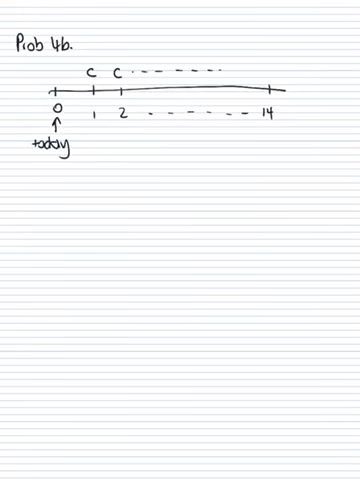 Prob 4b.
C C - - - - - - -
0 1 2 - - - - - - - 14
↑
today